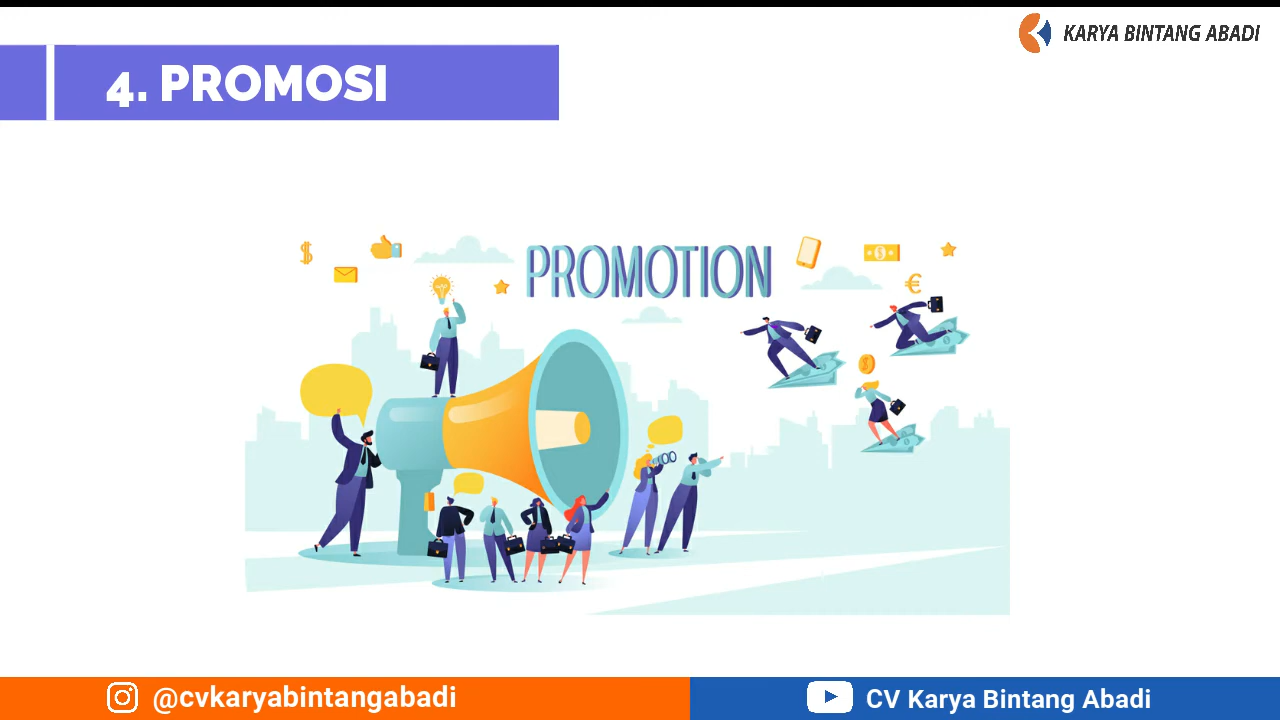 KARYA BINTANG ABADI
4. PROMOSI
PROMOTION
@cvkaryabintangabadi
CV Karya Bintang Abadi